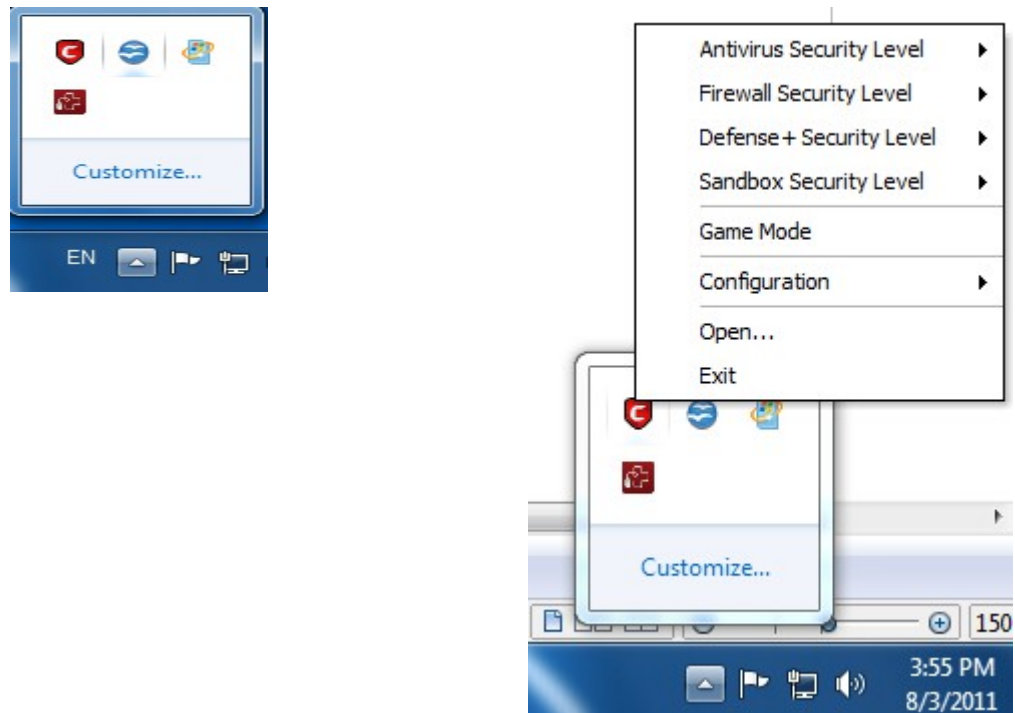 Customize...
EN
Antivirus Security Level
Firewall Security Level
Defense+ Security Level
Sandbox Security Level
Game Mode
Configuration
Open...
Exit
Customize...
150
3:55 PM
8/3/2011